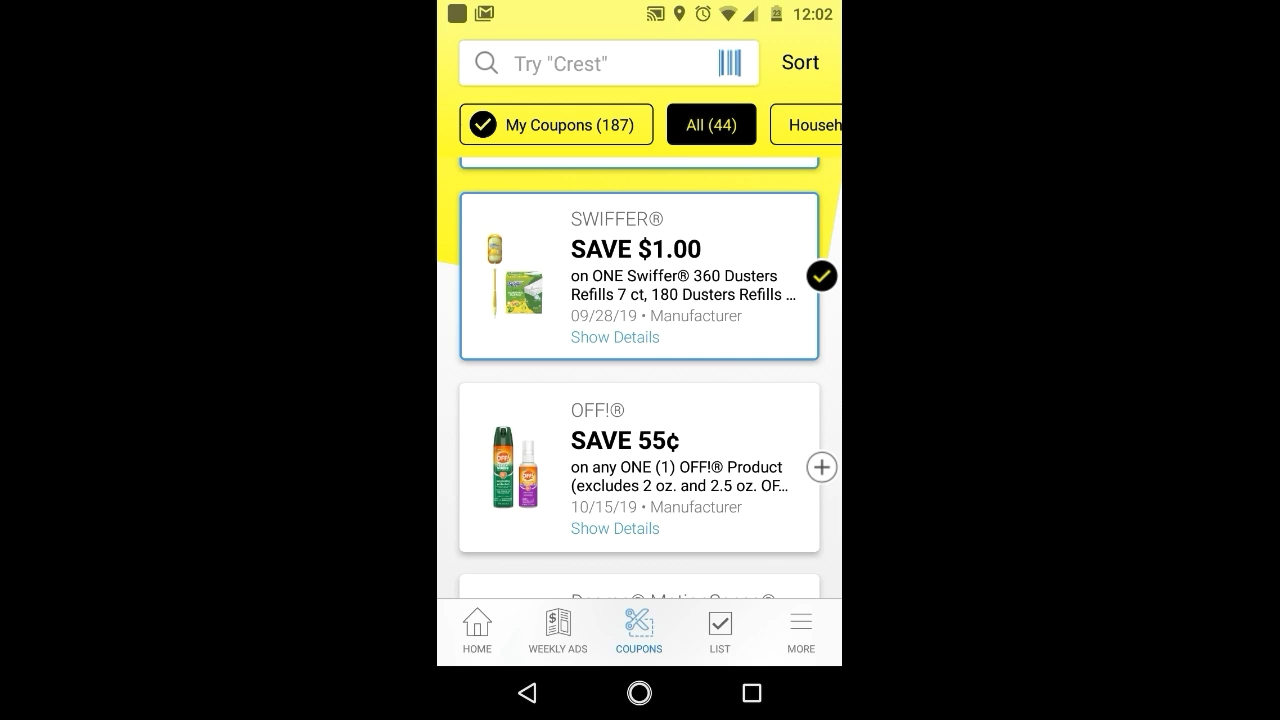 23
12:02
Try "Crest"
Sort
My Coupons (187)
All (44)
Househ
SWIFFER®
SAVE $1.00
on ONE Swiffer® 360 Dusters
Refills 7 ct, 180 Dusters Refills ...
09/28/19 • Manufacturer
Show Details
OFF!®
SAVE 55¢
on any ONE (1) OFF!® Product
(excludes 2 oz. and 2.5 oz. OF...
10/15/19 • Manufacturer
Show Details
HOME
WEEKLY ADS
COUPONS
LIST
MORE